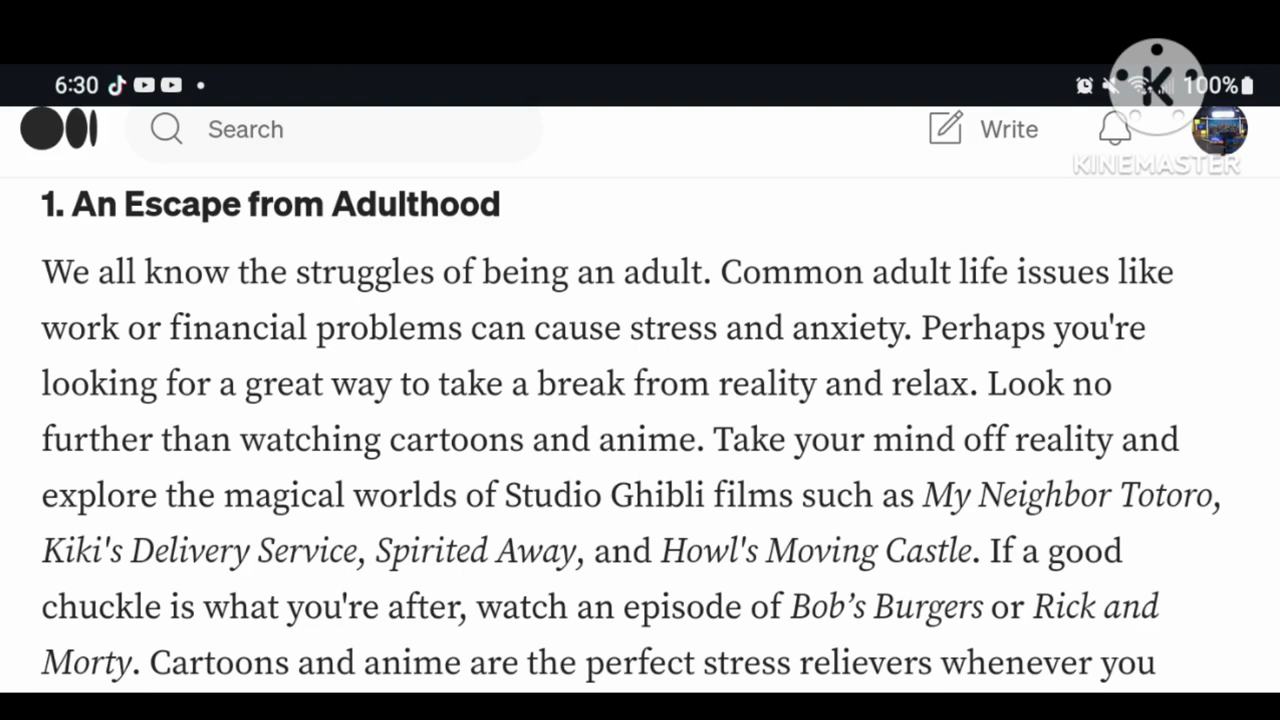 6:30
100%
KINEMASTER
Search
Write
1. An Escape from Adulthood
We all know the struggles of being an adult. Common adult life issues like
work or financial problems can cause stress and anxiety. Perhaps you're
looking for a great way to take a break from reality and relax. Look no
further than watching cartoons and anime. Take your mind off reality and
explore the magical worlds of Studio Ghibli films such as My Neighbor Totoro,
Kiki's Delivery Service, Spirited Away, and Howl's Moving Castle. If a good
chuckle is what you're after, watch an episode of Bob’s Burgers or Rick and
Morty. Cartoons and anime are the perfect stress relievers whenever you